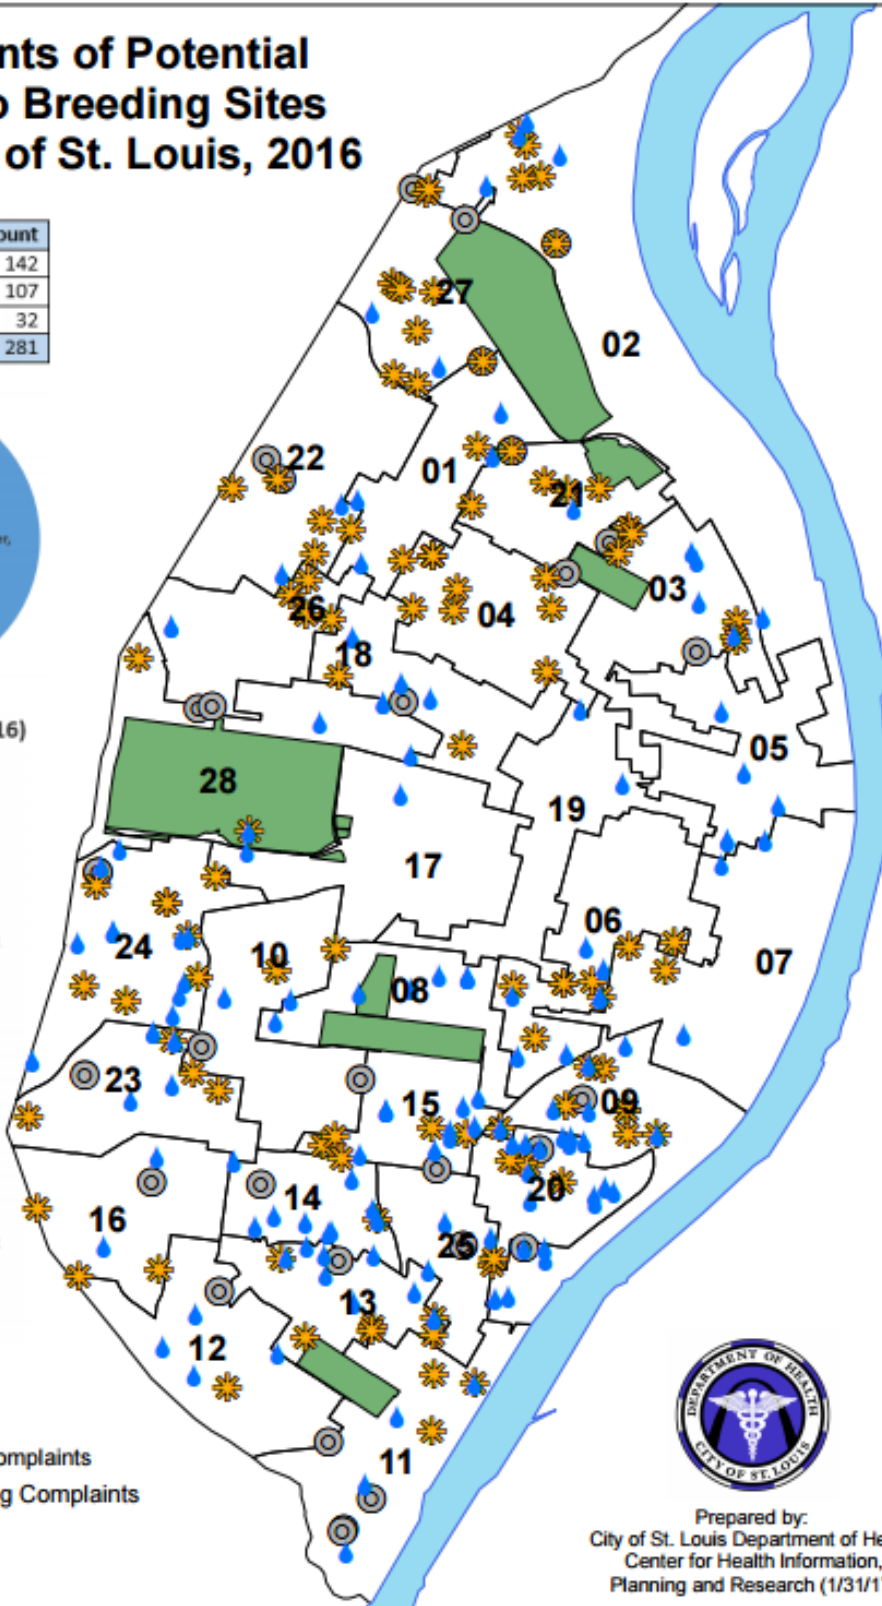 nts of Potential
o Breeding Sites
of St. Louis, 2016
ount
142
107
32
281
27
02
22
01
21
er,
03
26
04
18
16)
05
28
19
17
06
24
10
07
08
23
15
09
20
14
16
25
13
12
omplaints
11
g Complaints
DEPARTMENT OF HEALTH
CITY OF ST. LOUIS
Prepared by:
City of St. Louis Department of He
Center for Health Information,
Planning and Research (1/31/1